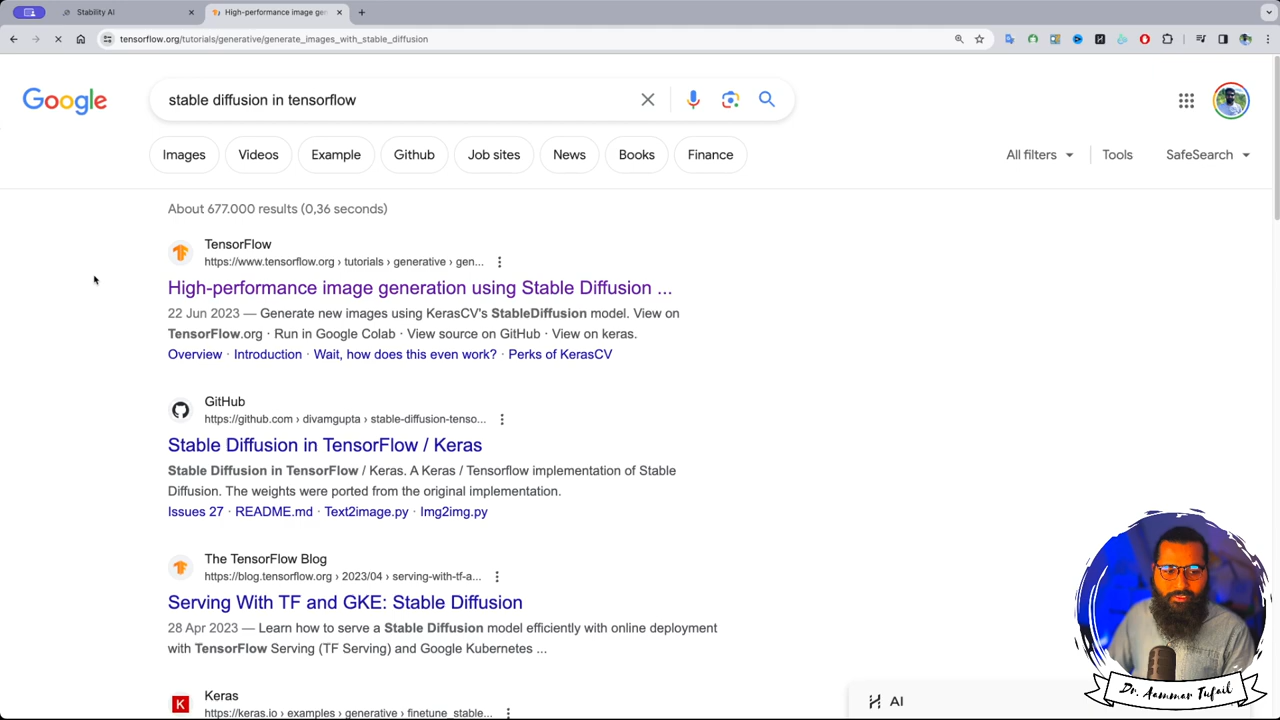 Stability AI
High-performance image gen
tensorflow.org/tutorials/generative/generate_images_with_stable_diffusion
Google
stable diffusion in tensorflow
Images
Videos
Example
Github
Job sites
News
Books
Finance
All filters
Tools
SafeSearch
About 677.000 results (0,36 seconds)
TensorFlow
https://www.tensorflow.org › tutorials › generative › gen...
High-performance image generation using Stable Diffusion ...
22 Jun 2023 — Generate new images using KerasCV's StableDiffusion model. View on
TensorFlow.org · Run in Google Colab · View source on GitHub · View on keras.
Overview · Introduction · Wait, how does this even work? · Perks of KerasCV
GitHub
https://github.com › divamgupta › stable-diffusion-tenso...
Stable Diffusion in TensorFlow / Keras
Stable Diffusion in TensorFlow / Keras. A Keras / Tensorflow implementation of Stable
Diffusion. The weights were ported from the original implementation.
Issues 27 · README.md · Text2image.py · Img2img.py
The TensorFlow Blog
https://blog.tensorflow.org › 2023/04 › serving-with-tf-a...
Serving With TF and GKE: Stable Diffusion
28 Apr 2023 — Learn how to serve a Stable Diffusion model efficiently with online deployment
with TensorFlow Serving (TF Serving) and Google Kubernetes ...
Keras
https://keras.io › examples › generative › finetune_stable...
AI
Dr. Aammar Tufail